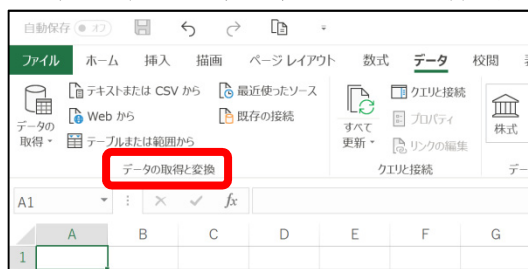 自動保存 オフ
ファイル ホーム 挿入 描画 ページ レイアウト 数式 データ 校閲
テキストまたは CSV から 最近使ったソース クエリと接続
Web から 既存の接続 プロパティ
テーブルまたは範囲から リンクの編集
データの取得 すべて更新 株式
データの取得と変換 クエリと接続 デー
A1 fx
A B C D E F G
1